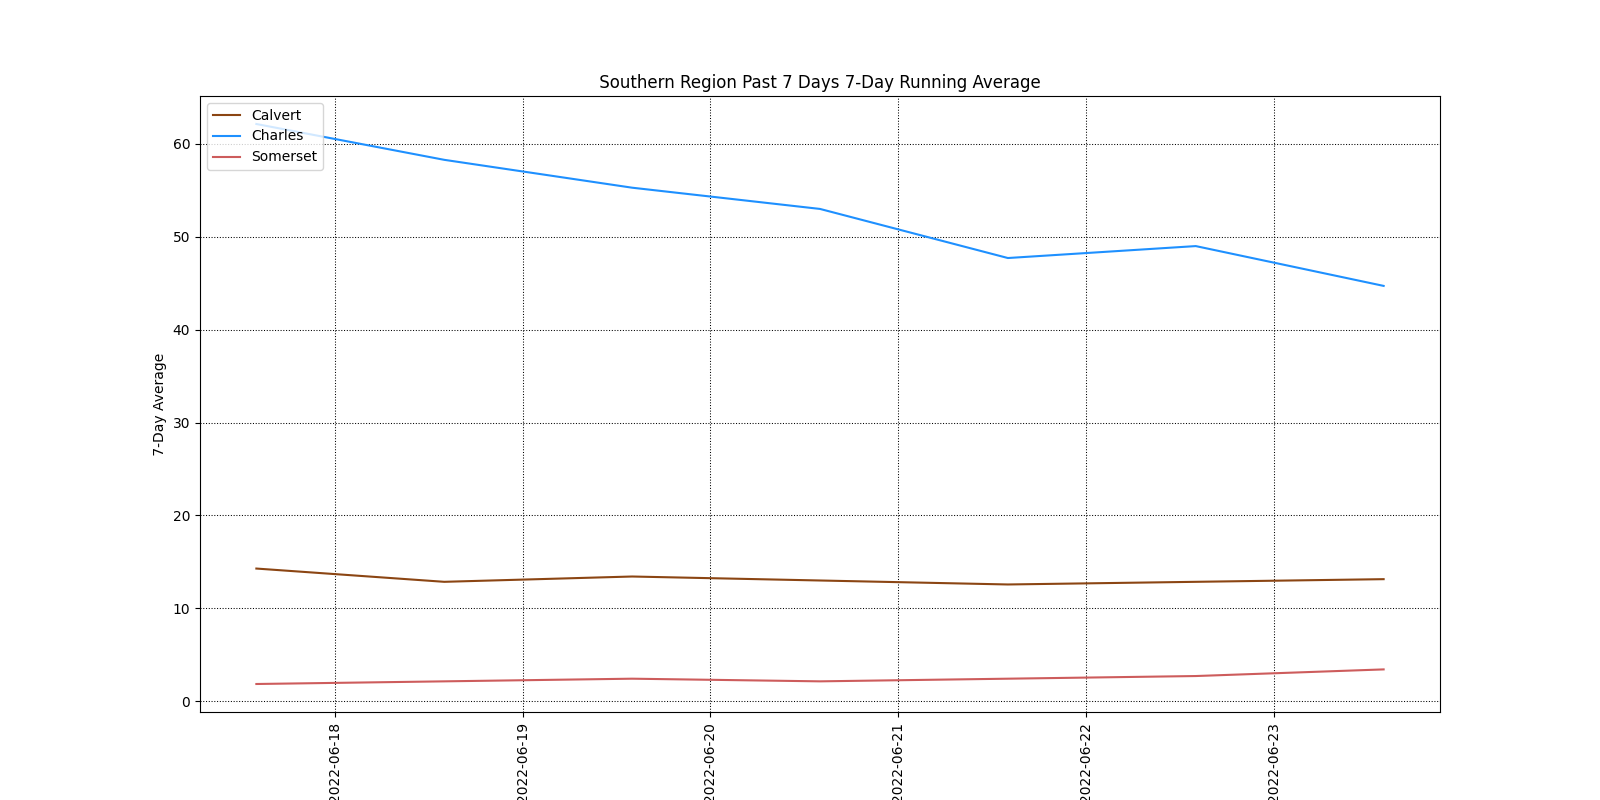 Southern Region Past 7 Days 7-Day Running Average
Calvert
Charles
Somerset
7-Day Average
60
50
40
30
20
10
0
2022-06-18
2022-06-19
2022-06-20
2022-06-21
2022-06-22
2022-06-23